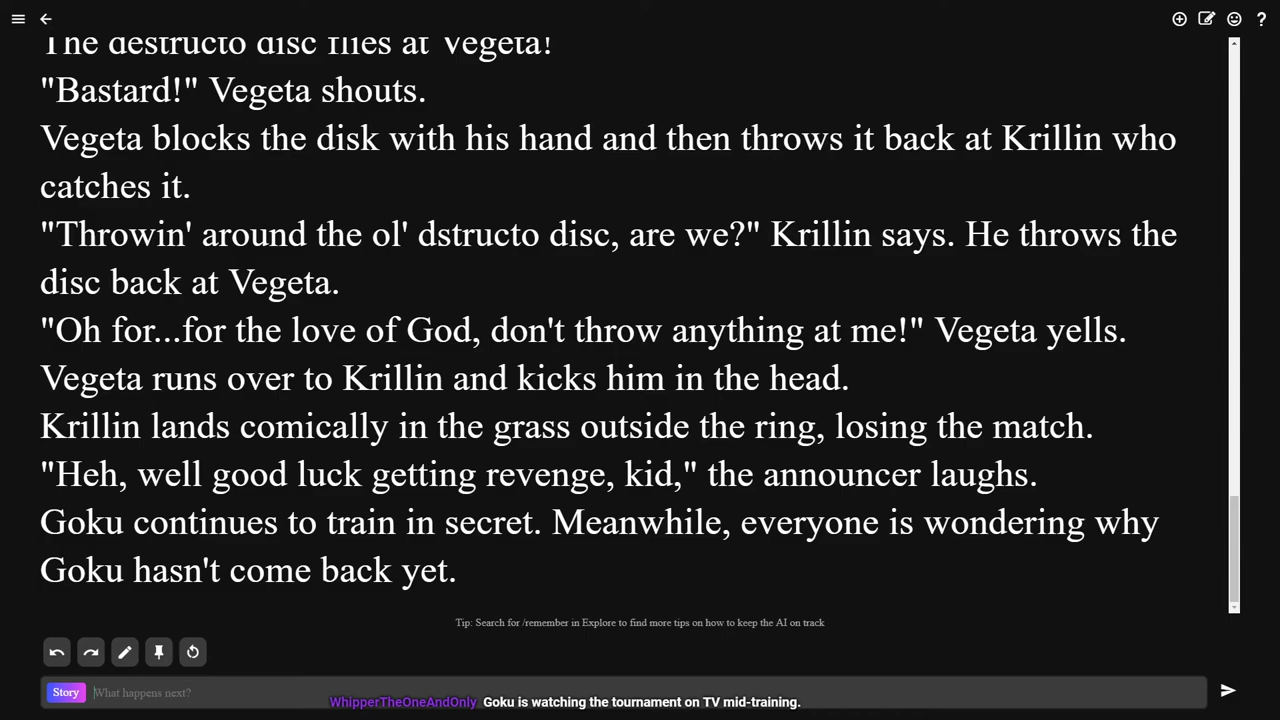 The destructo disc flies at Vegeta!
"Bastard!" Vegeta shouts.
Vegeta blocks the disk with his hand and then throws it back at Krillin who
catches it.
"Throwin' around the ol' dstructo disc, are we?" Krillin says. He throws the
disc back at Vegeta.
"Oh for...for the love of God, don't throw anything at me!" Vegeta yells.
Vegeta runs over to Krillin and kicks him in the head.
Krillin lands comically in the grass outside the ring, losing the match.
"Heh, well good luck getting revenge, kid," the announcer laughs.
Goku continues to train in secret. Meanwhile, everyone is wondering why
Goku hasn't come back yet.
Tip: Search for /remember in Explore to find more tips on how to keep the AI on track
Story What happens next?
WhipperTheOneAndOnly Goku is watching the tournament on TV mid-training.